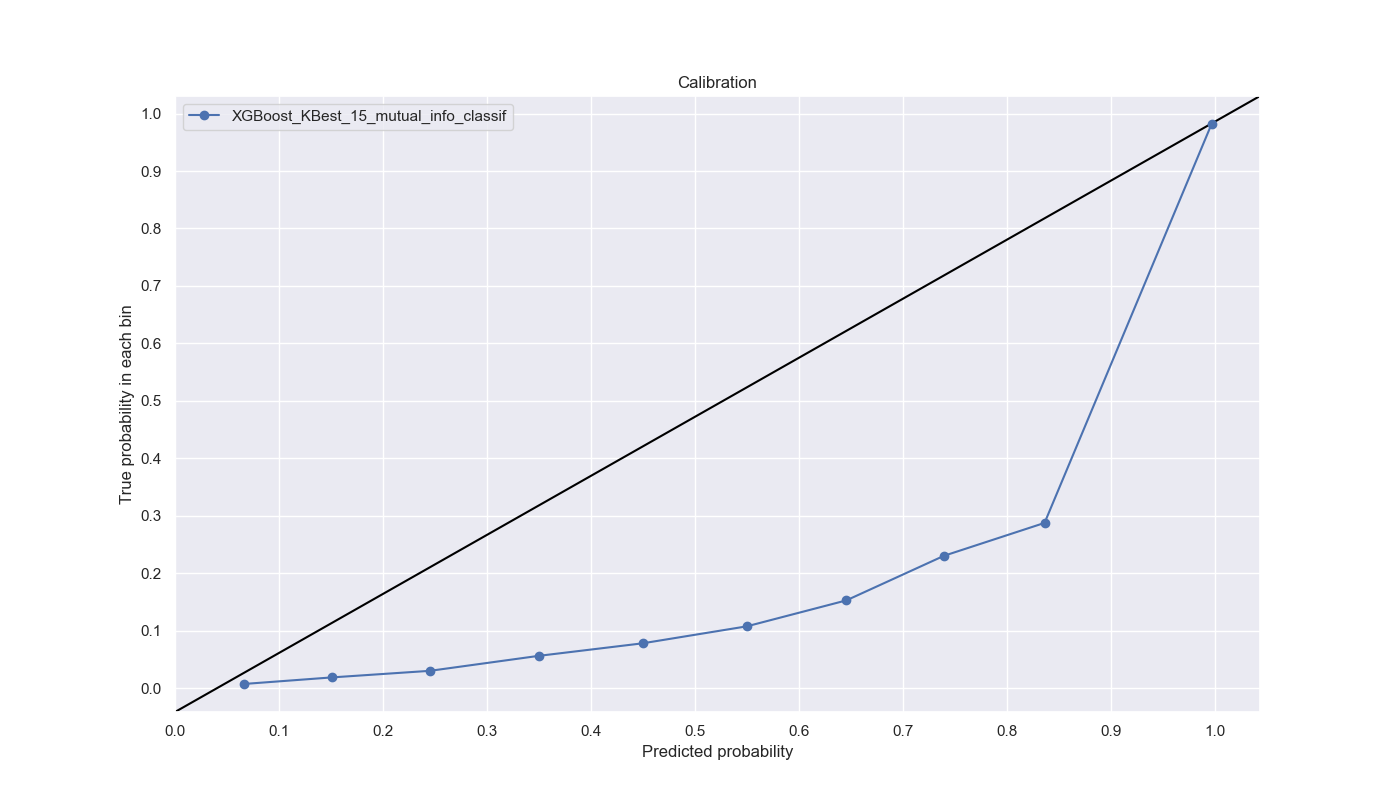 Calibration
XGBoost_KBest_15_mutual_info_classif
True probability in each bin
1.0
0.9
0.8
0.7
0.6
0.5
0.4
0.3
0.2
0.1
0.0
0.0 0.1 0.2 0.3 0.4 0.5 0.6 0.7 0.8 0.9 1.0
Predicted probability